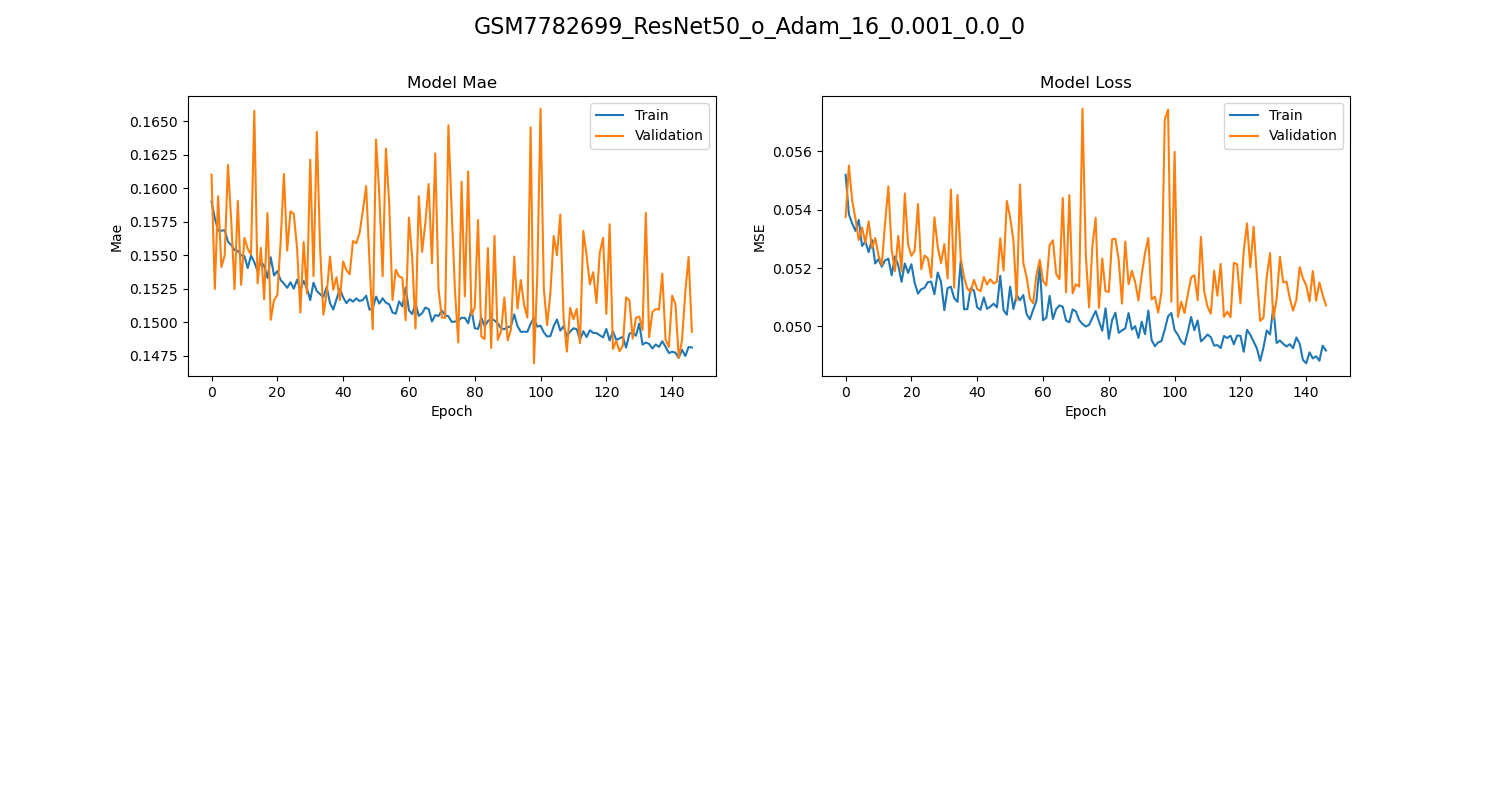 GSM7782699_ResNet50_o_Adam_16_0.001_0.0_0
Model Mae
Mae
0.1650
0.1625
0.1600
0.1575
0.1550
0.1525
0.1500
0.1475
0 20 40 60 80 100 120 140
Epoch
Train
Validation
Model Loss
MSE
0.056
0.054
0.052
0.050
0 20 40 60 80 100 120 140
Epoch
Train
Validation